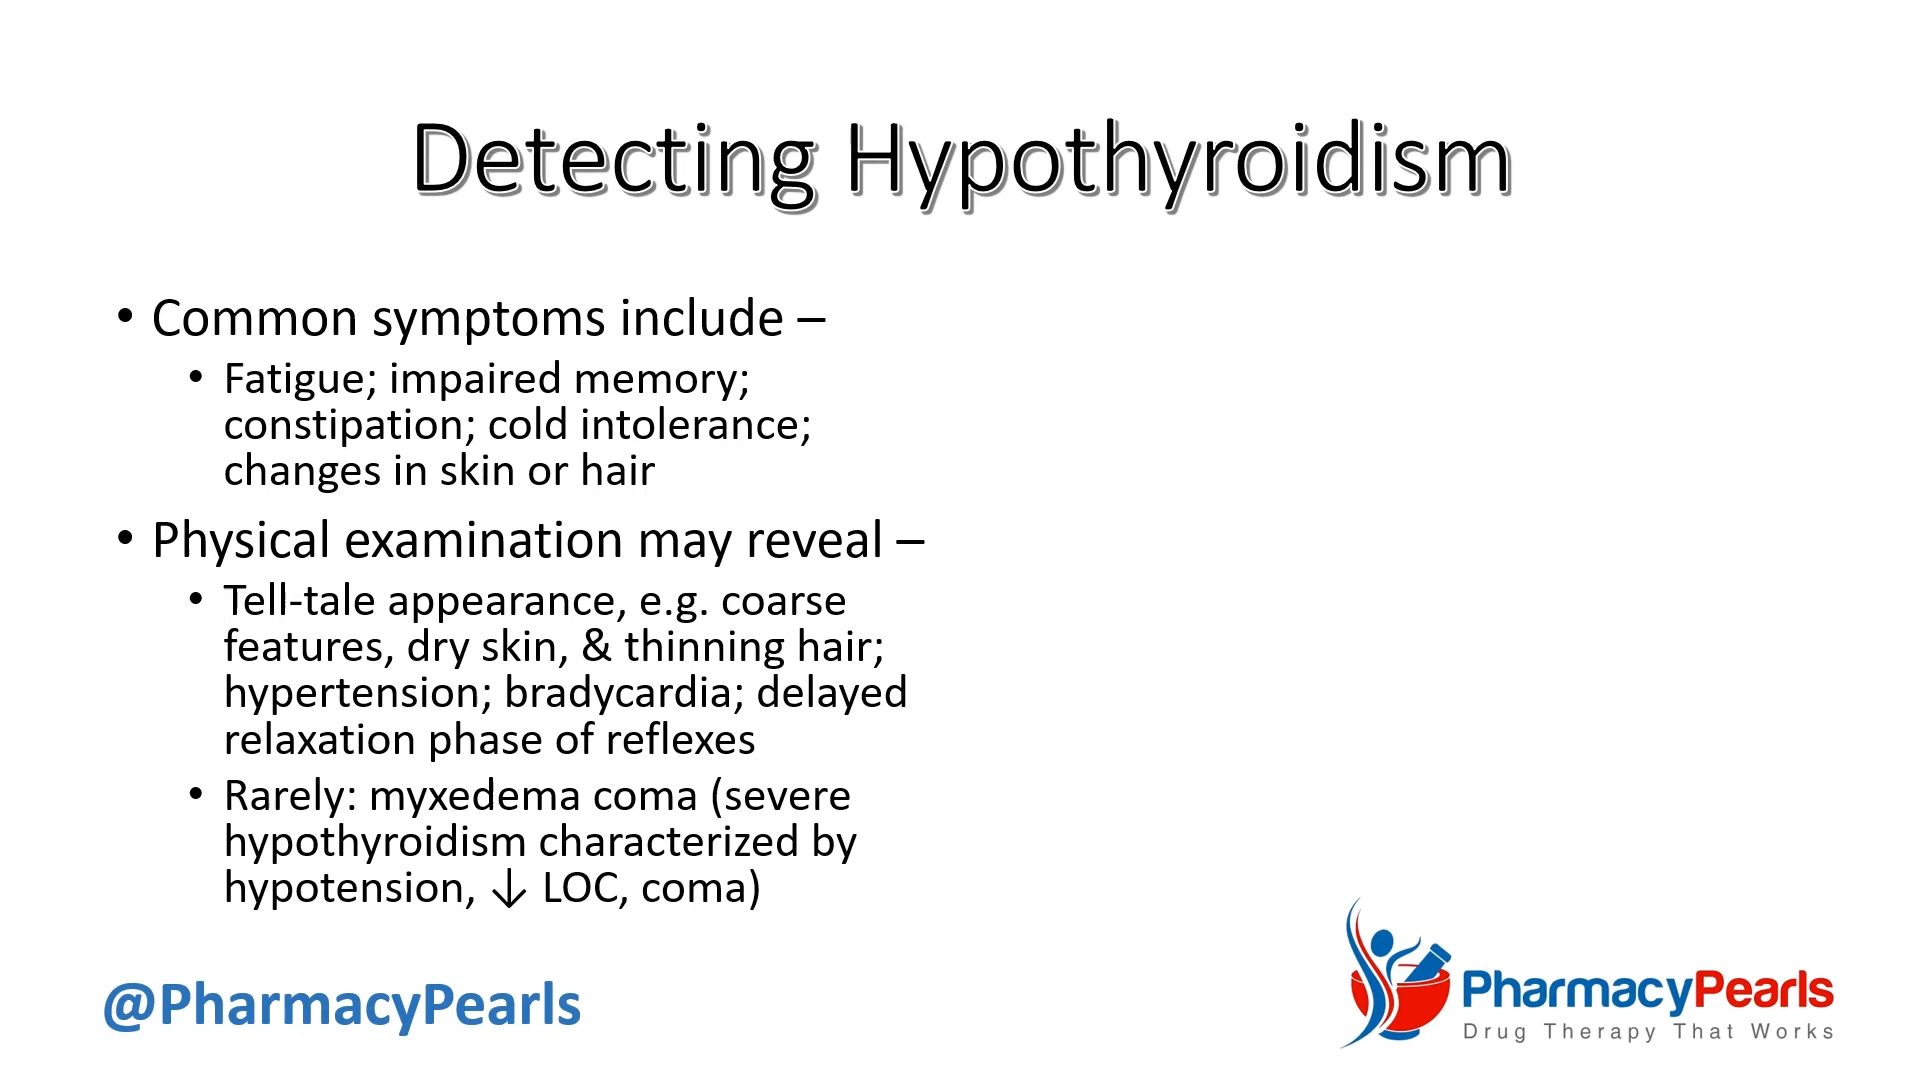 Detecting Hypothyroidism
• Common symptoms include –
• Fatigue; impaired memory;
constipation; cold intolerance;
changes in skin or hair
• Physical examination may reveal –
• Tell-tale appearance, e.g. coarse
features, dry skin, & thinning hair;
hypertension; bradycardia; delayed
relaxation phase of reflexes
• Rarely: myxedema coma (severe
hypothyroidism characterized by
hypotension, ↓ LOC, coma)
@PharmacyPearls
PharmacyPearls
Drug Therapy That Works